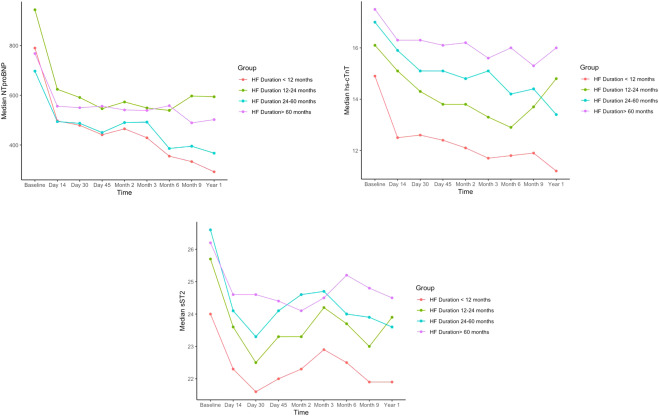 Median NTproBNP
800
600
400
Baseline Day 14 Day 30 Day 45 Month 2 Month 3 Month 6 Month 9 Year 1
Time
Group
HF Duration < 12 months
HF Duration 12-24 months
HF Duration 24-60 months
HF Duration> 60 months
Median hs-cTnT
16
14
12
Baseline Day 14 Day 30 Day 45 Month 2 Month 3 Month 6 Month 9 Year 1
Time
Group
HF Duration < 12 months
HF Duration 12-24 months
HF Duration 24-60 months
HF Duration> 60 months
Median sST2
26
25
24
23
22
Baseline Day 14 Day 30 Day 45 Month 2 Month 3 Month 6 Month 9 Year 1
Time
Group
HF Duration < 12 months
HF Duration 12-24 months
HF Duration 24-60 months
HF Duration> 60 months